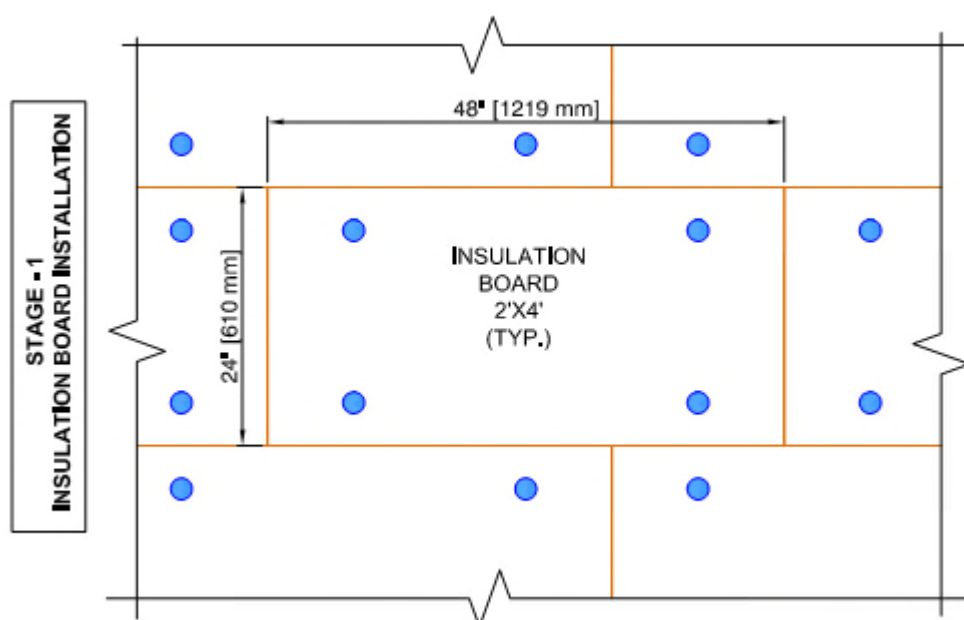 STAGE - 1
INSULATION BOARD INSTALLATION
48" [1219 mm]
24" [610 mm]
INSULATION
BOARD
2'X4'
(TYP.)